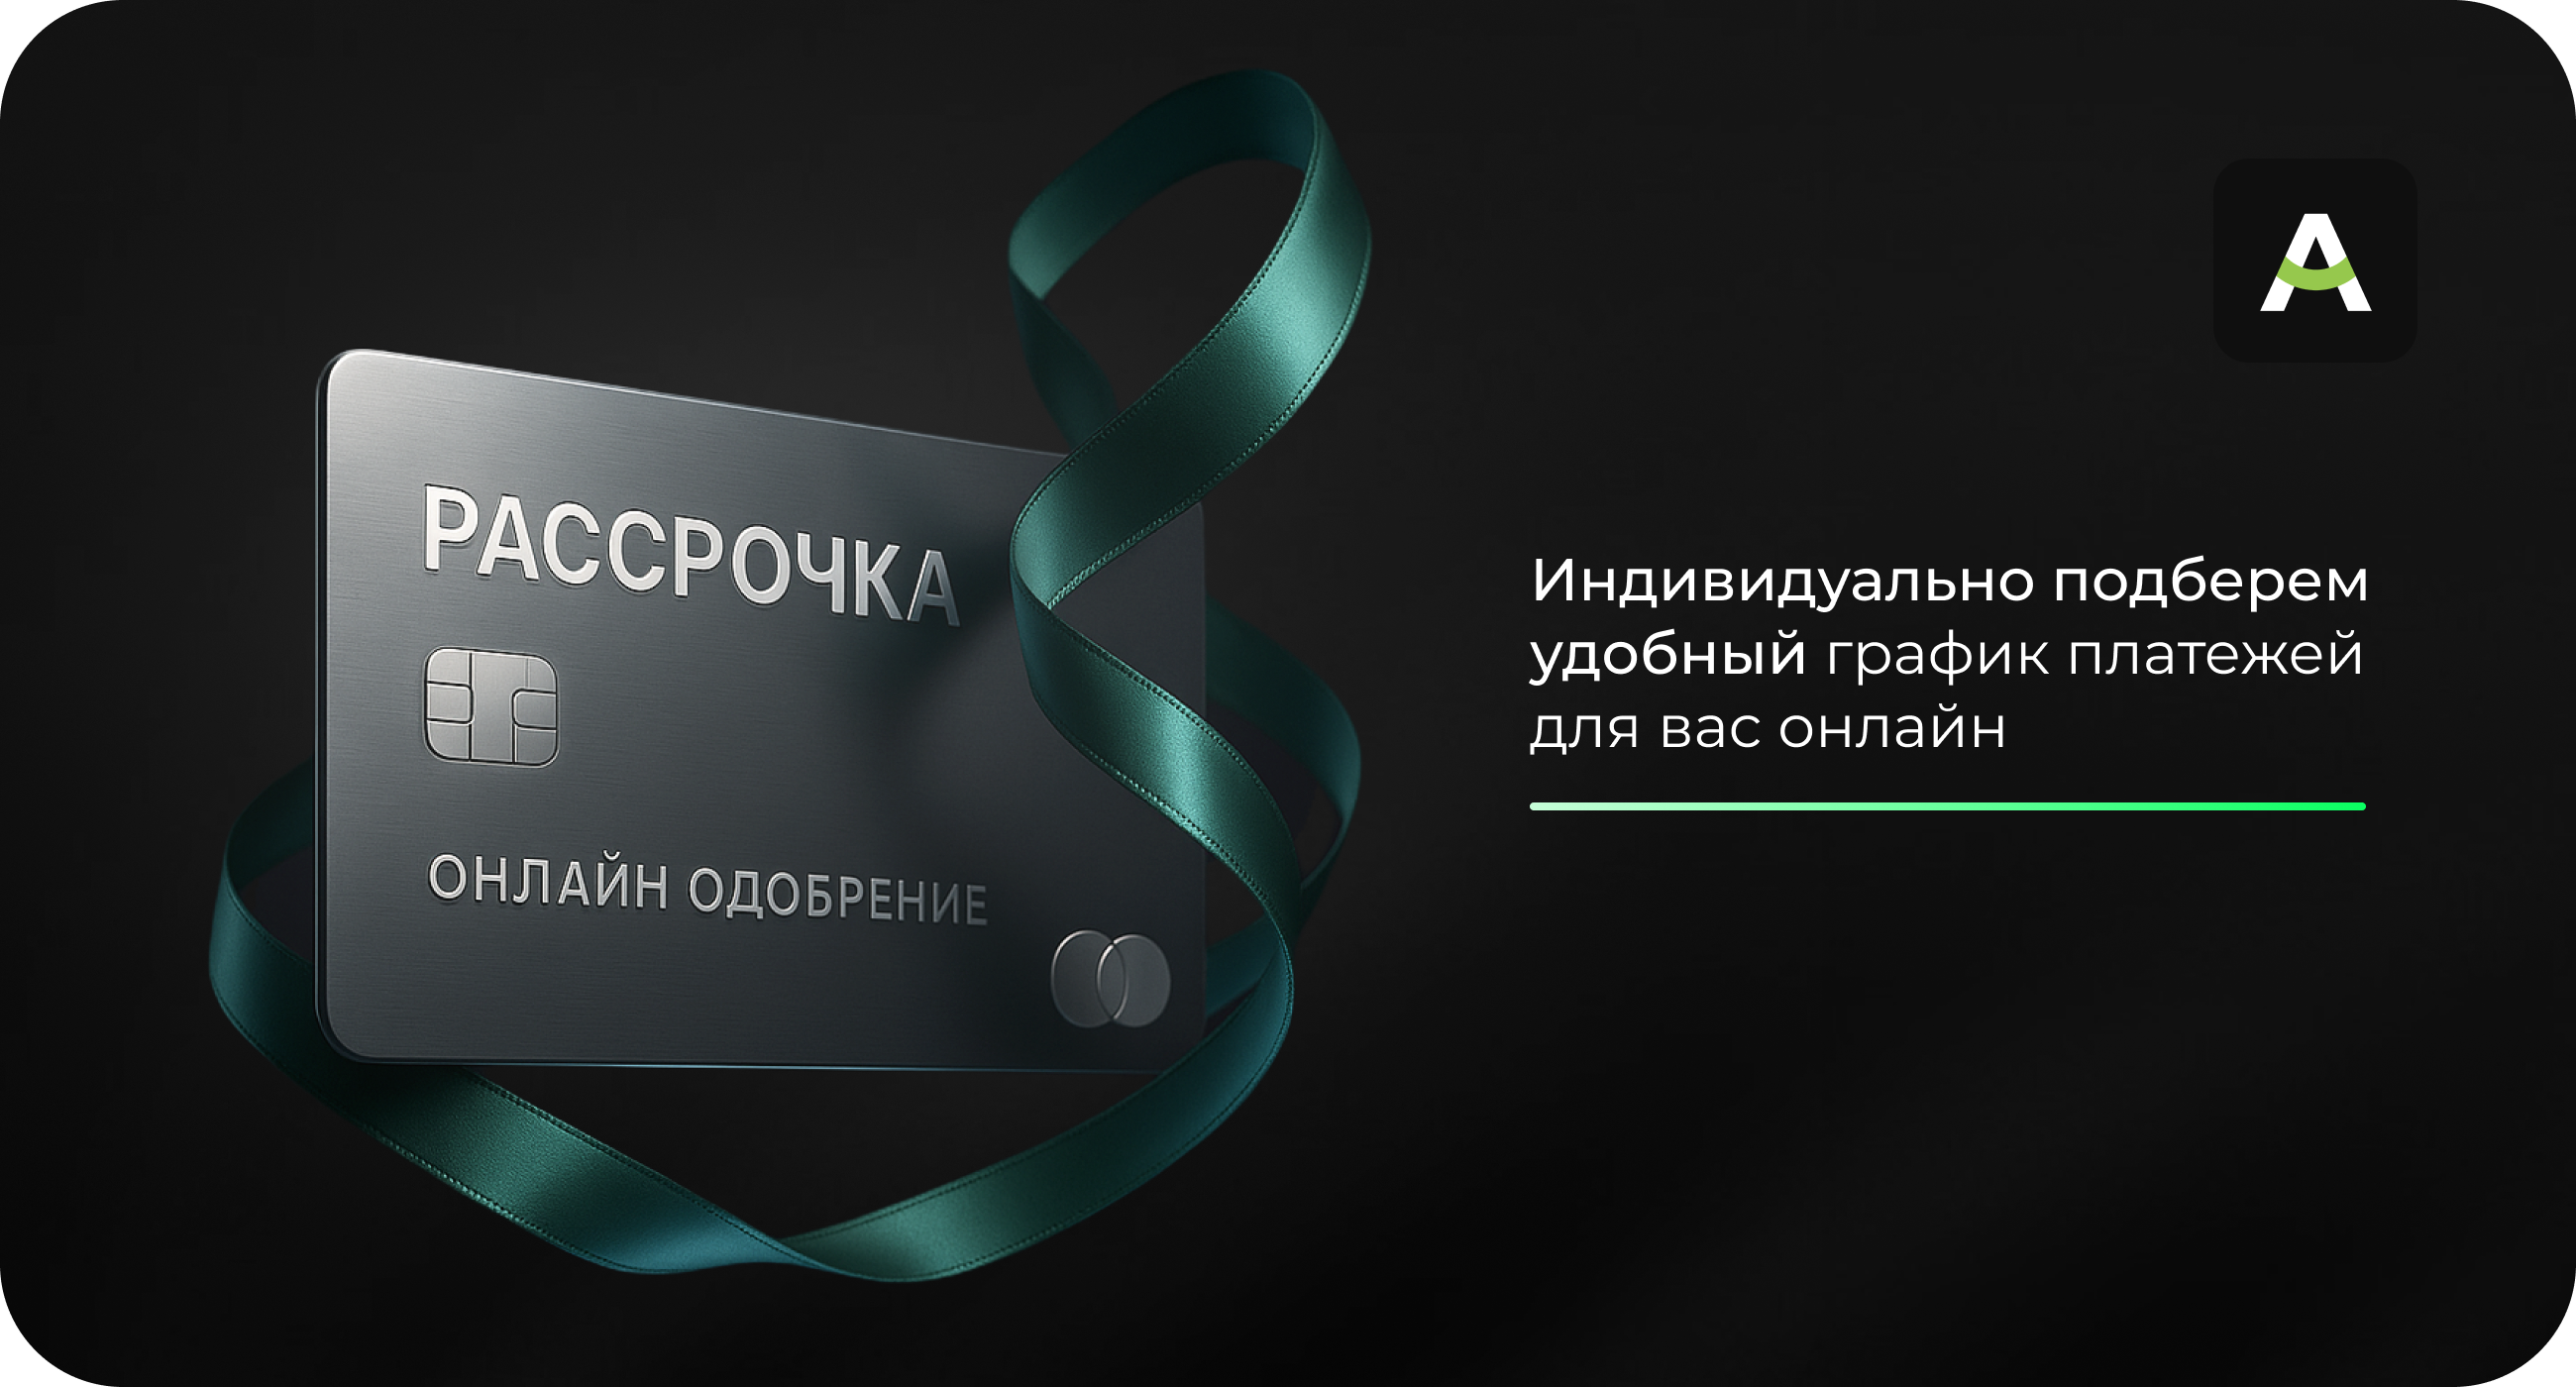 РАССРОЧКА
ОНЛАЙН ОДОБРЕНИЕ
А
Индивидуально подберем
удобный график платежей
для вас онлайн